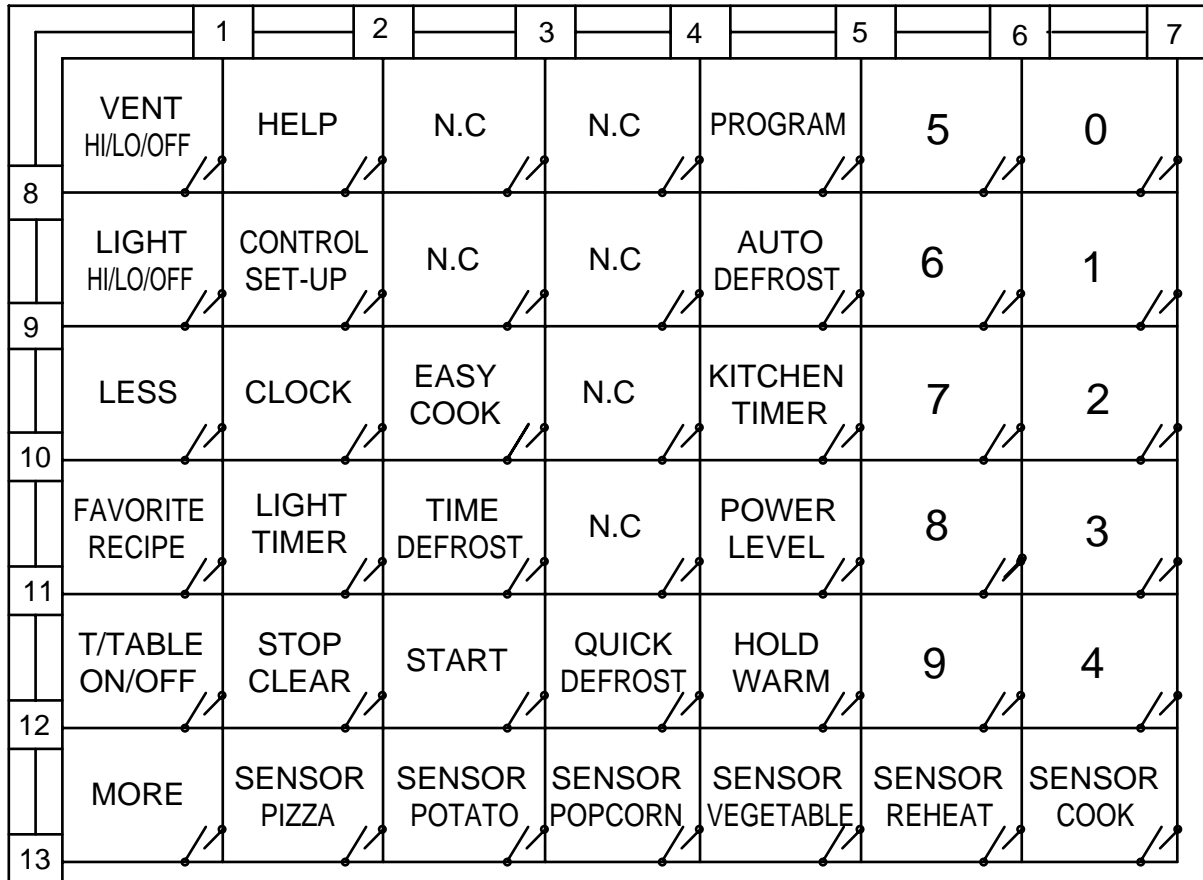 1 2 3 4 5 6 7
VENT HELP N.C N.C PROGRAM 5 0
HI/LO/OFF
8
LIGHT CONTROL N.C N.C AUTO 6 1
HI/LO/OFF SET-UP DEFROST
9
LESS CLOCK EASY N.C KITCHEN 7 2
COOK TIMER
10
FAVORITE LIGHT TIME N.C POWER 8 3
RECIPE TIMER DEFROST LEVEL
11
T/TABLE STOP START QUICK HOLD 9 4
ON/OFF CLEAR DEFROST WARM
12
MORE SENSOR SENSOR SENSOR SENSOR SENSOR SENSOR
PIZZA POTATO POPCORN VEGETABLE REHEAT COOK
13